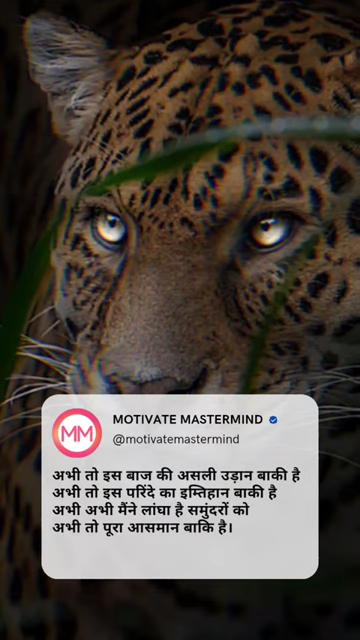 MM
MOTIVATE MASTERMIND
@motivatemastermind
अभी तो इस बाज की असली उड़ान बाकी है
अभी तो इस परिंदे का इम्तिहान बाकी है
अभी अभी मैंने लांघा है समुंदरों को
अभी तो पूरा आसमान बाकि है।